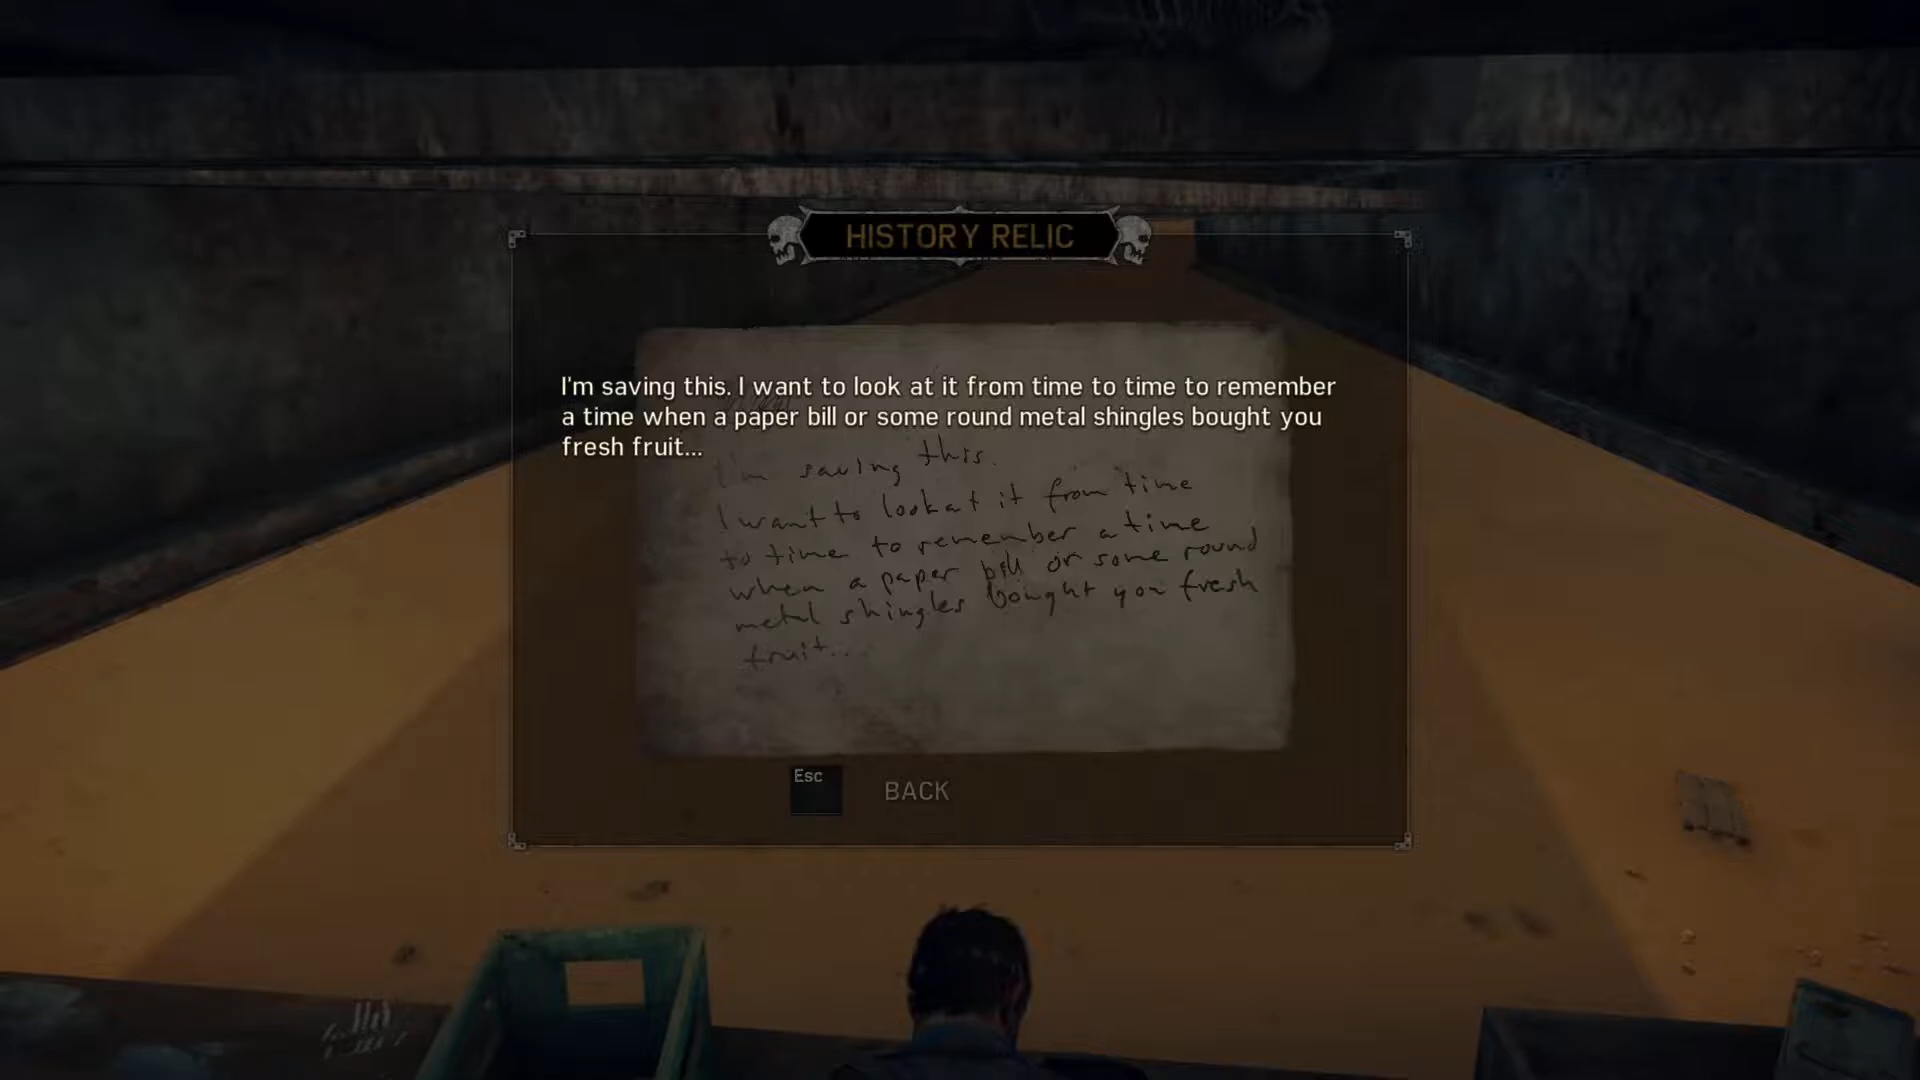 HISTORY RELIC
I'm saving this. I want to look at it from time to time to remember
a time when a paper bill or some round metal shingles bought you
fresh fruit...
I'm saving this.
I want to look at it from time
to time to remember a time
when a paper bill or some round
metal shingles bought you fresh
fruit...
Esc
BACK